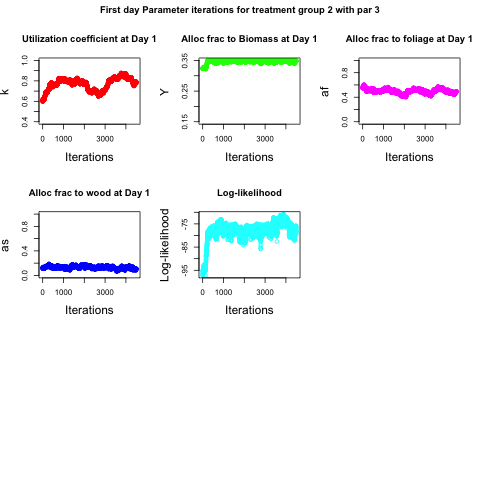 First day Parameter iterations for treatment group 2 with par 3
Utilization coefficient at Day 1
k
0.4 0.6 0.8 1.0
0 1000 3000
Iterations
Alloc frac to Biomass at Day 1
Y
0.15 0.25 0.35
0 1000 3000
Iterations
Alloc frac to foliage at Day 1
af
0.0 0.4 0.8
0 1000 3000
Iterations
Alloc frac to wood at Day 1
as
0.0 0.4 0.8
0 1000 3000
Iterations
Log-likelihood
Log-likelihood
-95 -85 -75
0 1000 3000
Iterations